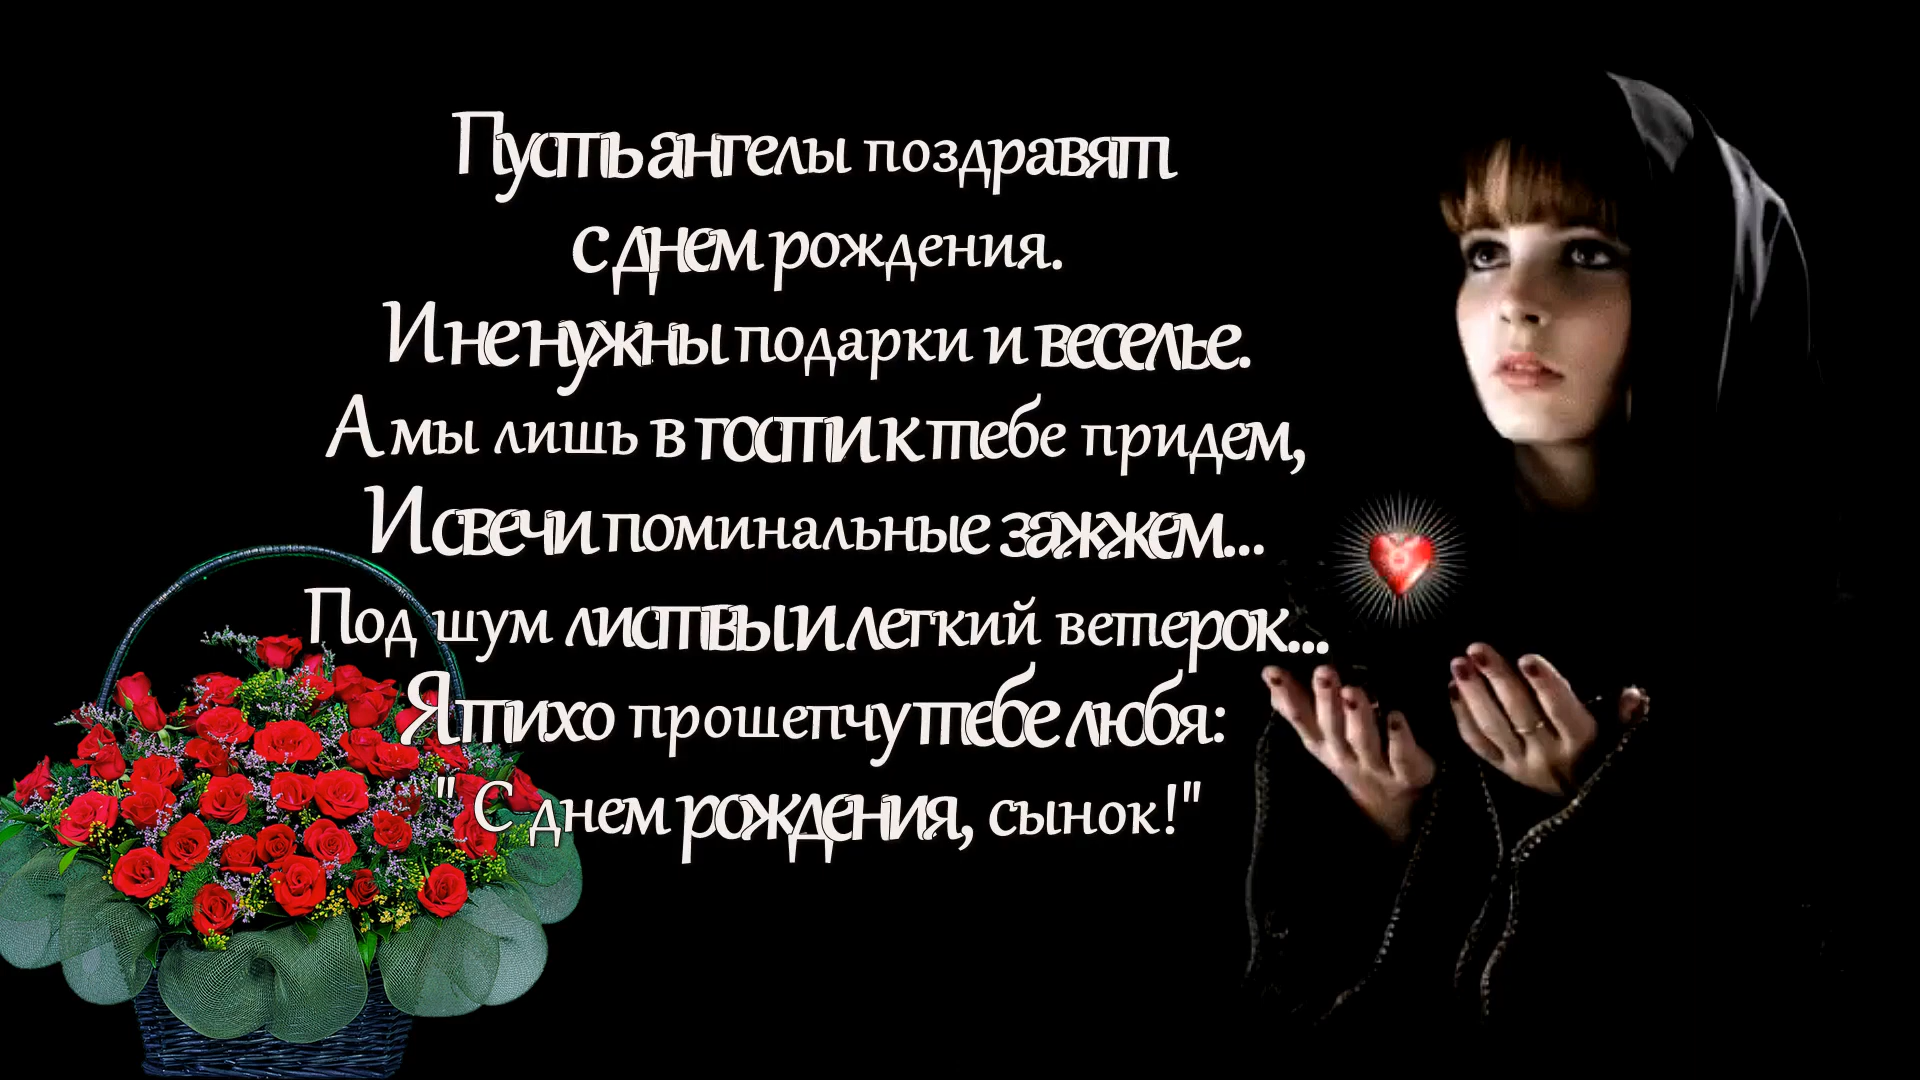 Пусть ангелы поздравят
с днем рождения.
И не нужны подарки и веселье.
А мы лишь в гости к тебе придем,
И свечи поминальные зажжем...
Под шум листвы и легкий ветерок...
Я тихо прошепчу тебе любя:
" С днем рождения, сынок!"